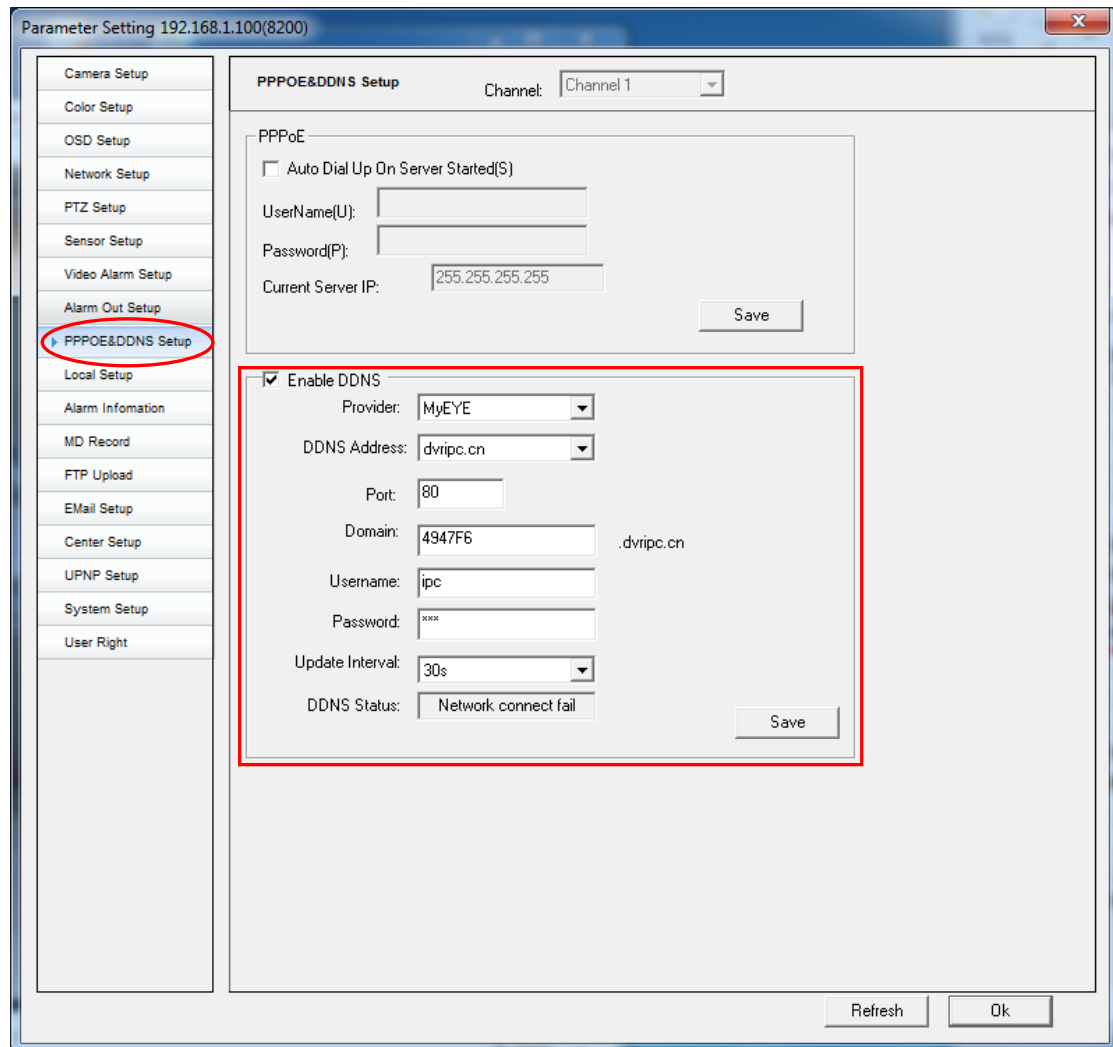 Parameter Setting 192.168.1.100(8200)
Camera Setup
Color Setup
OSD Setup
Network Setup
PTZ Setup
Sensor Setup
Video Alarm Setup
Alarm Out Setup
PPPOE&DDNS Setup
Local Setup
Alarm Infomation
MD Record
FTP Upload
EMail Setup
Center Setup
UPNP Setup
System Setup
User Right
PPPOE&DDNS Setup Channel: Channel 1
PPPoE
Auto Dial Up On Server Started(S)
UserName(U):
Password(P):
Current Server IP: 255.255.255.255
Save
Enable DDNS
Provider: MyEYE
DDNS Address: dvripc.cn
Port: 80
Domain: 4947F6 .dvripc.cn
Username: ipc
Password: ***
Update Interval: 30s
DDNS Status: Network connect fail
Save
Refresh Ok